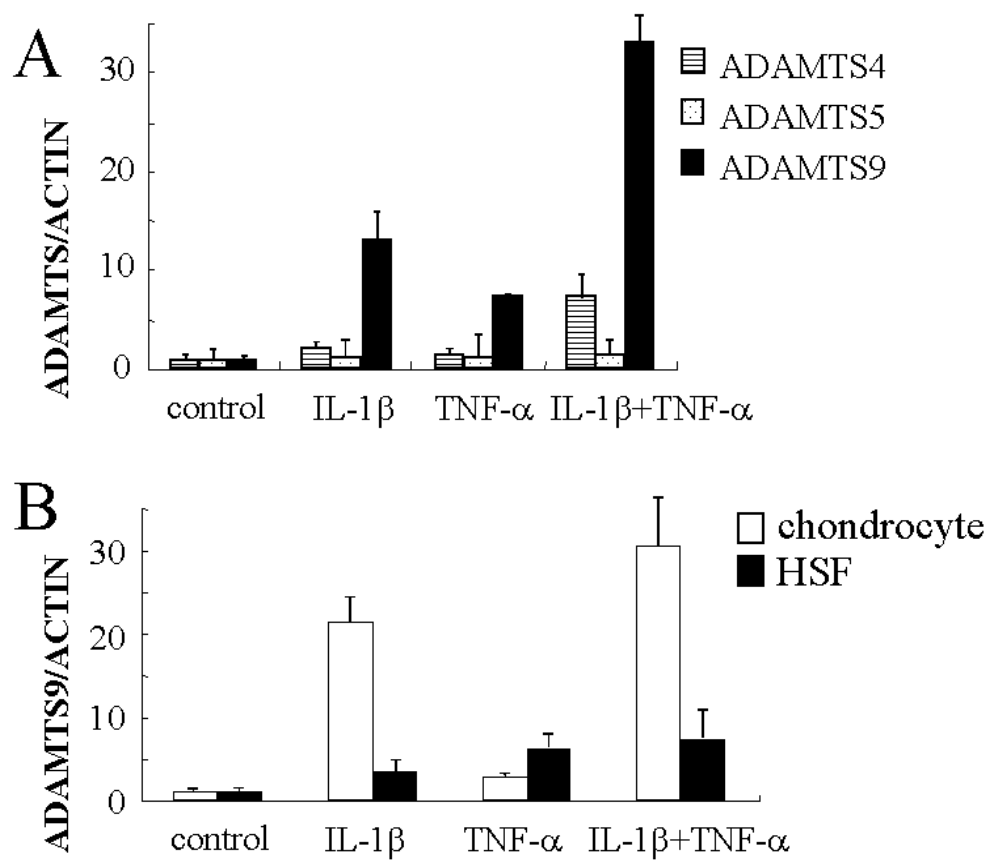 A
ADAMTS/ACTIN
30
20
10
0
ADAMTS4
ADAMTS5
ADAMTS9
control IL-1β TNF-α IL-1β+TNF-α
B
ADAMTS9/ACTIN
30
20
10
0
chondrocyte
HSF
control IL-1β TNF-α IL-1β+TNF-α